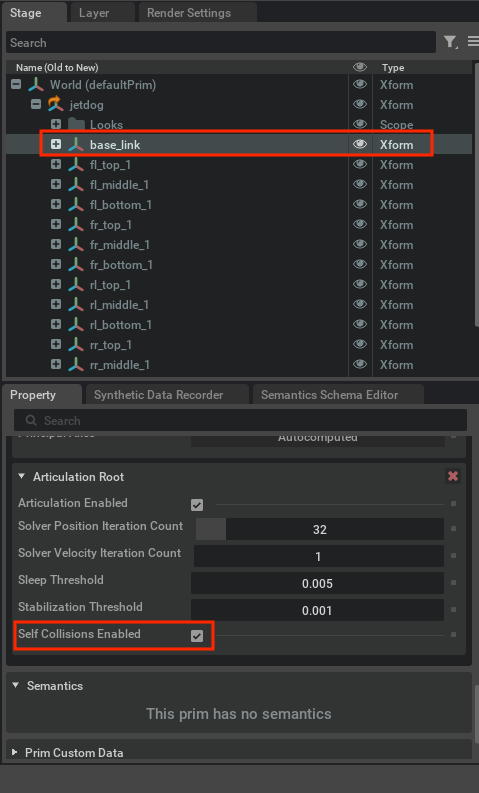 Stage Layer Render Settings
Search
Name (Old to New) Type
World (defaultPrim) Xform
jetdog Xform
Looks Scope
base_link Xform
fl_top_1 Xform
fl_middle_1 Xform
fl_bottom_1 Xform
fr_top_1 Xform
fr_middle_1 Xform
fr_bottom_1 Xform
rl_top_1 Xform
rl_middle_1 Xform
rl_bottom_1 Xform
rr_top_1 Xform
rr_middle_1 Xform
Property Synthetic Data Recorder Semantics Schema Editor
Search
Principal Axes Autocomputed
Articulation Root
Articulation Enabled
Solver Position Iteration Count 32
Solver Velocity Iteration Count 1
Sleep Threshold 0.005
Stabilization Threshold 0.001
Self Collisions Enabled
Semantics
This prim has no semantics
Prim Custom Data